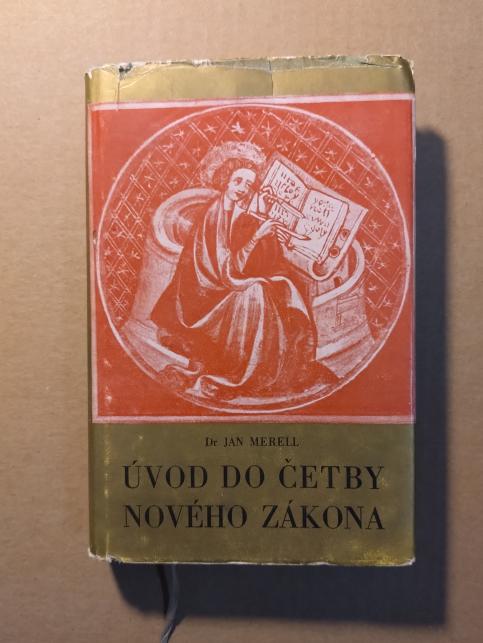 Dr JAN MERELL
ÚVOD DO ČETBY
NOVÉHO ZÁKONA